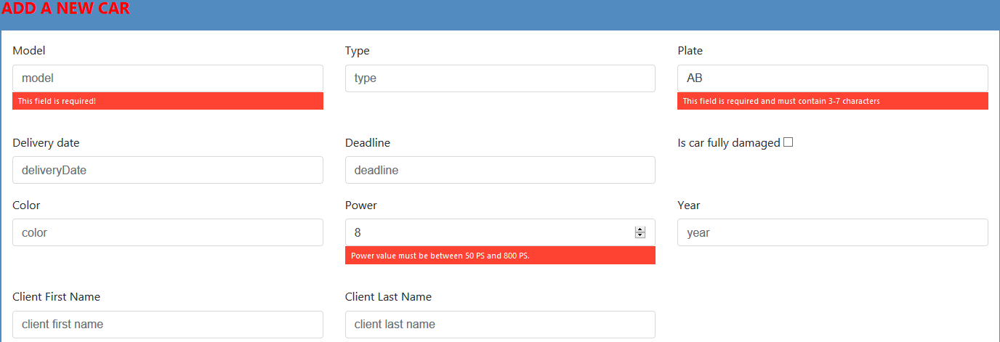 ADD A NEW CAR
Model Type Plate
model type AB
This field is required! This field is required and must contain 3-7 characters
Delivery date Deadline Is car fully damaged
deliveryDate deadline
Color Power Year
color 8 year
Power value must be between 50 PS and 800 PS.
Client First Name Client Last Name
client first name client last name